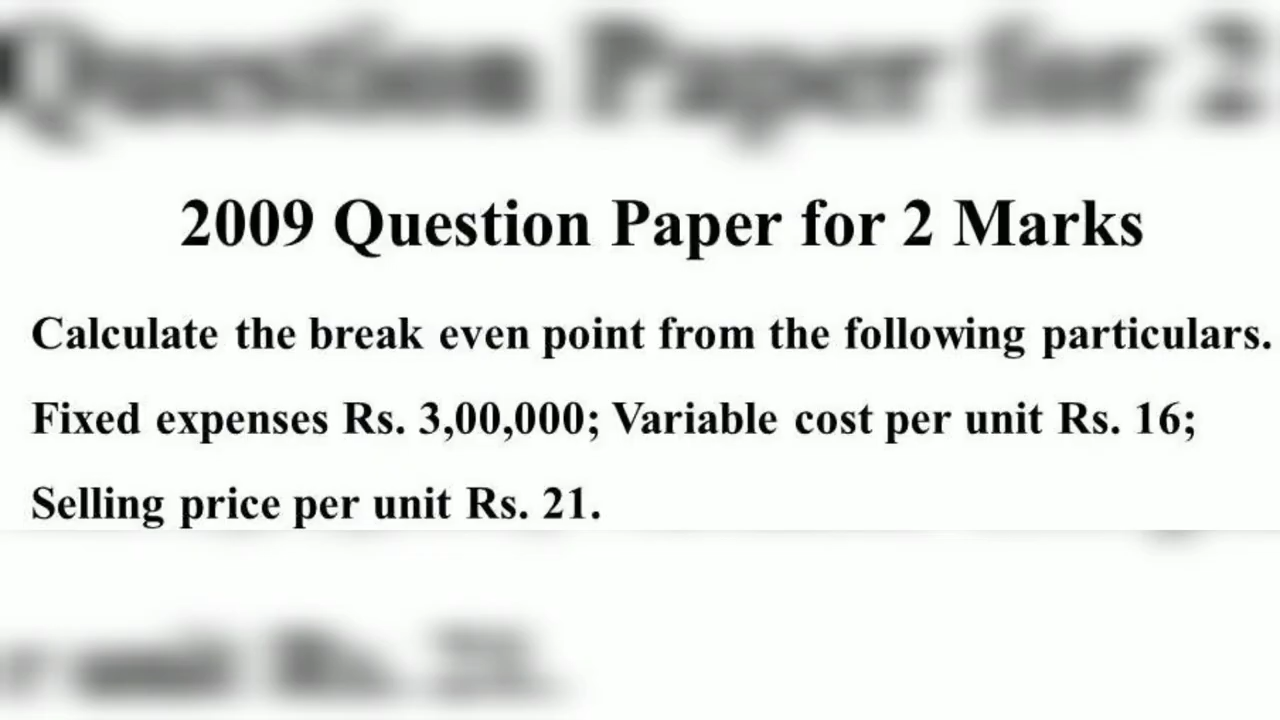 2009 Question Paper for 2 Marks
Calculate the break even point from the following particulars.
Fixed expenses Rs. 3,00,000; Variable cost per unit Rs. 16;
Selling price per unit Rs. 21.